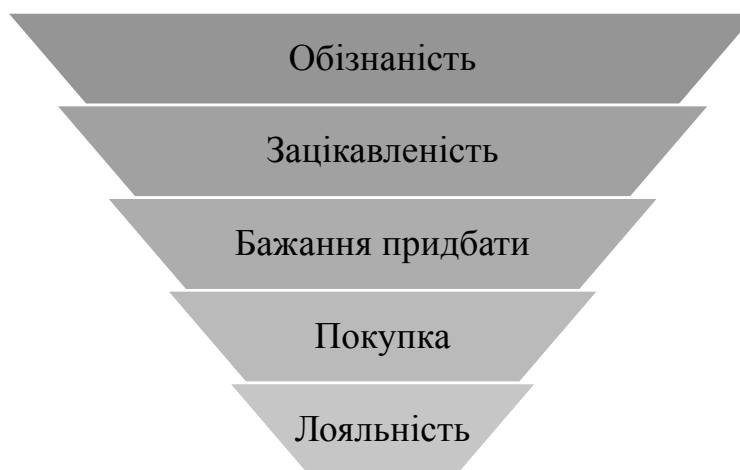 Обізнаність
Зацікавленість
Бажання придбати
Покупка
Лояльність